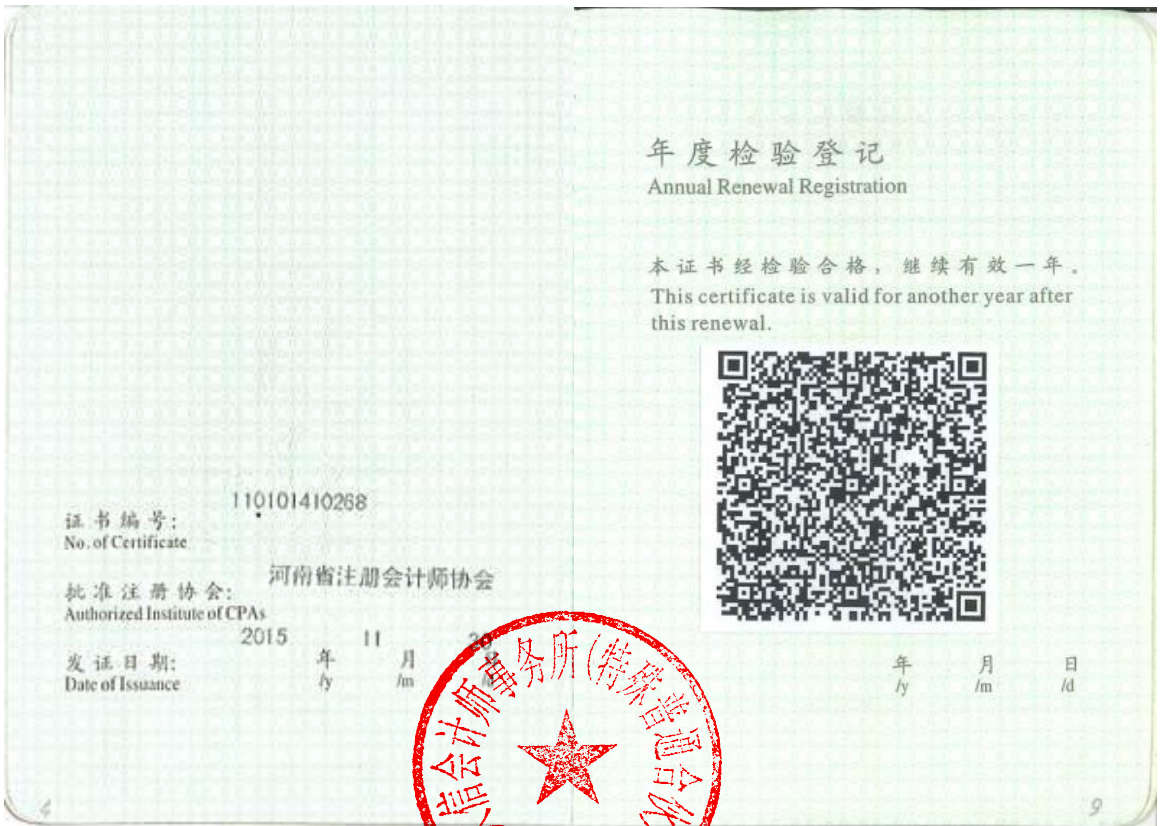 110101410268
证书编号:
No. of Certificate
河南省注册会计师协会
批准注册协会:
Authorized Institute of CPAs
2015 11
发证日期: 年 月
Date of Issuance /y /m /d
4
年度检验登记
Annual Renewal Registration
本证书经检验合格，继续有效一年。
This certificate is valid for another year after
this renewal.
年 月 日
/y /m /d
9
信会计师事务所(特殊普通合伙